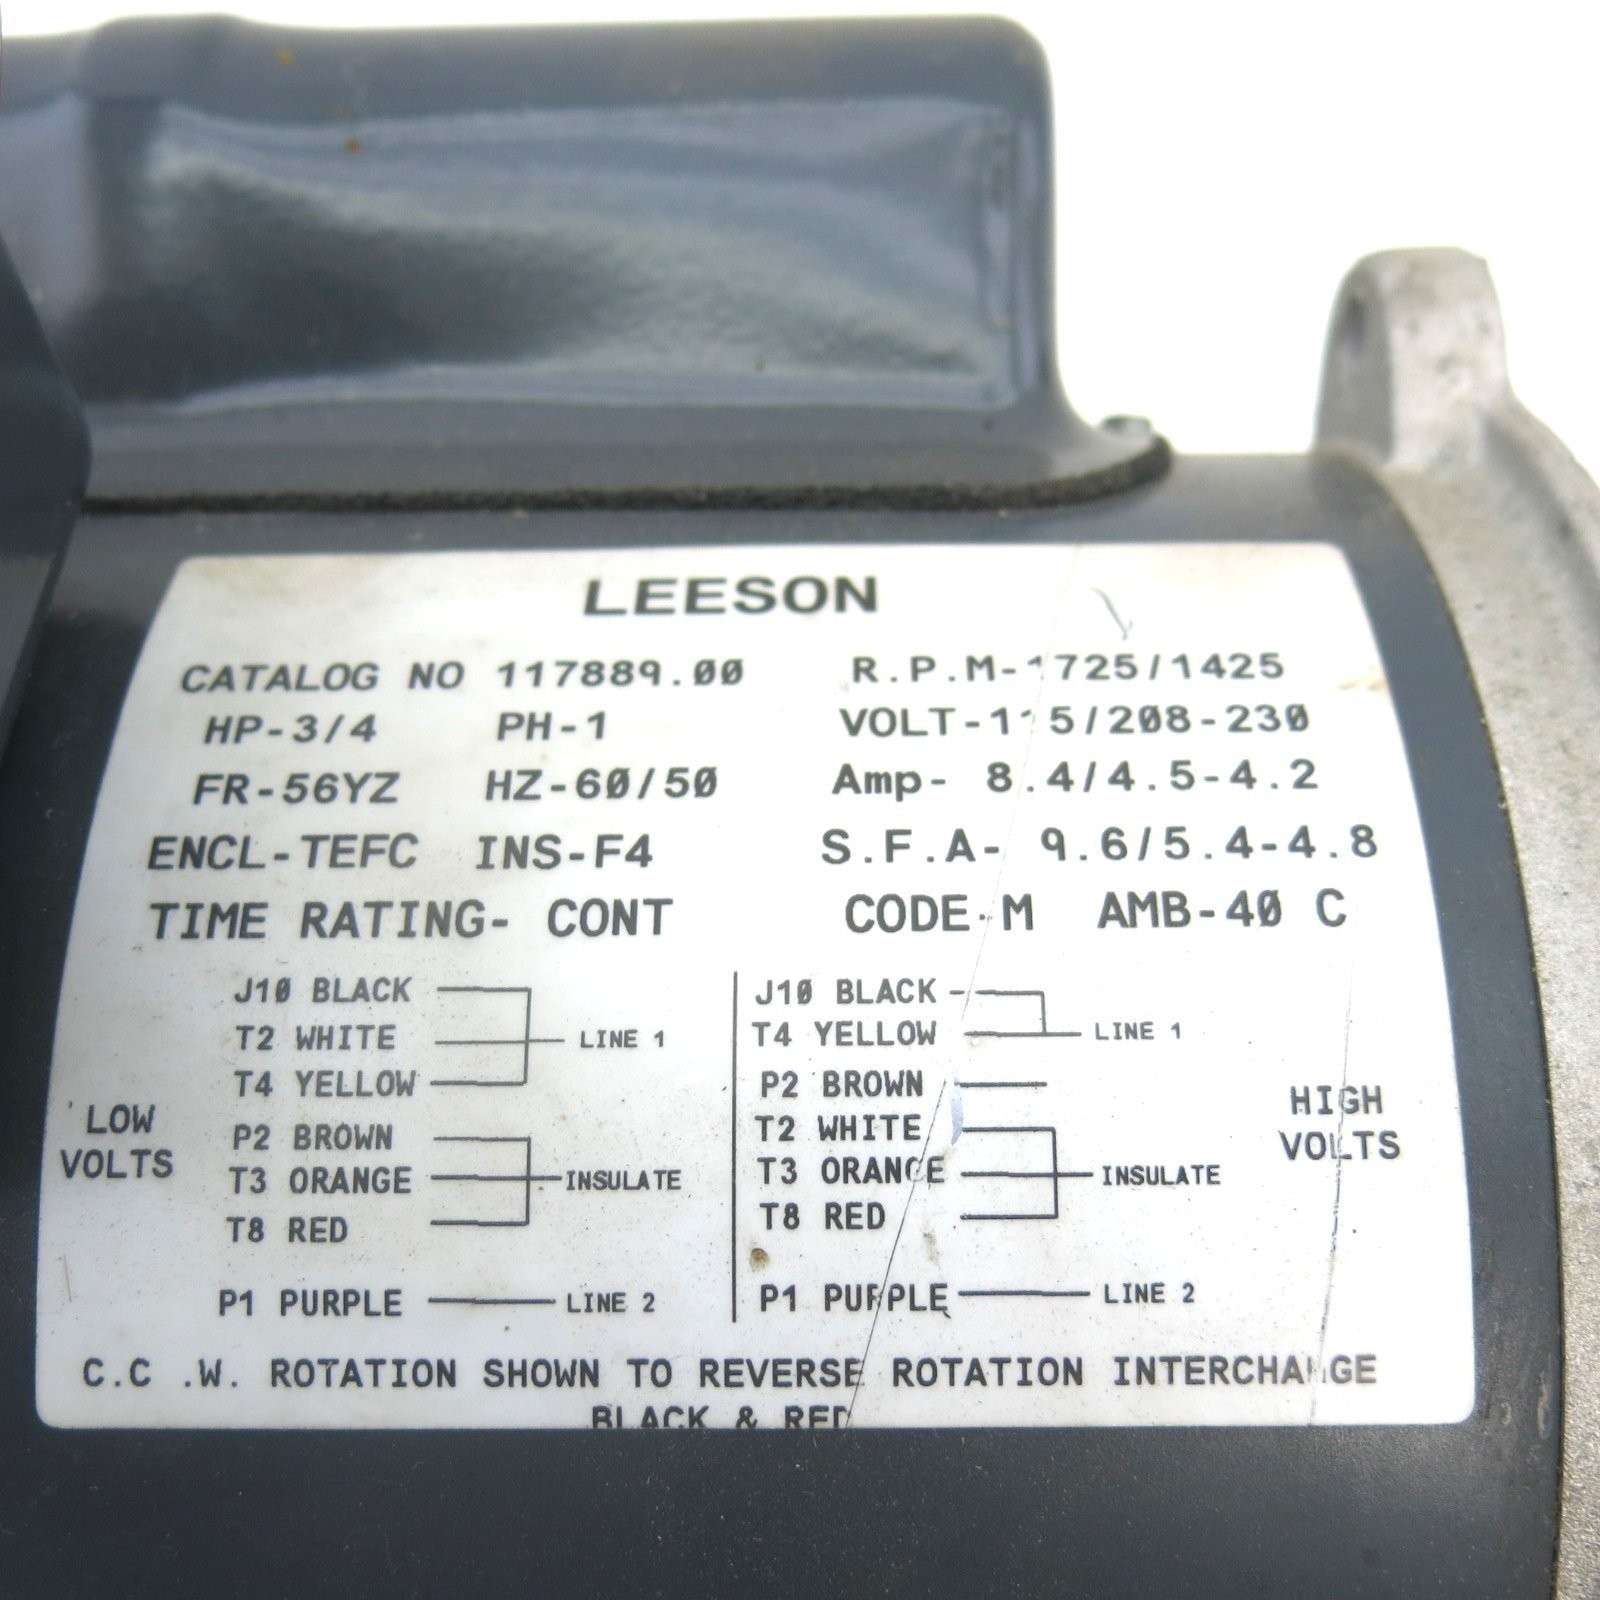 LEESON
CATALOG NO 117889.00 R.P.M-1725/1425
HP-3/4 PH-1 VOLT-115/208-230
FR-56YZ HZ-60/50 Amp- 8.4/4.5-4.2
ENCL-TEFC INS-F4 S.F.A- 9.6/5.4-4.8
TIME RATING- CONT CODE-M AMB-40 C
LOW
VOLTS
J10 BLACK
T2 WHITE LINE 1
T4 YELLOW
P2 BROWN
T3 ORANGE INSULATE
T8 RED
P1 PURPLE LINE 2
J10 BLACK
T4 YELLOW LINE 1
P2 BROWN
T2 WHITE
T3 ORANGE INSULATE
T8 RED
P1 PURPLE LINE 2
HIGH
VOLTS
C.C .W. ROTATION SHOWN TO REVERSE ROTATION INTERCHANGE
BLACK & RED